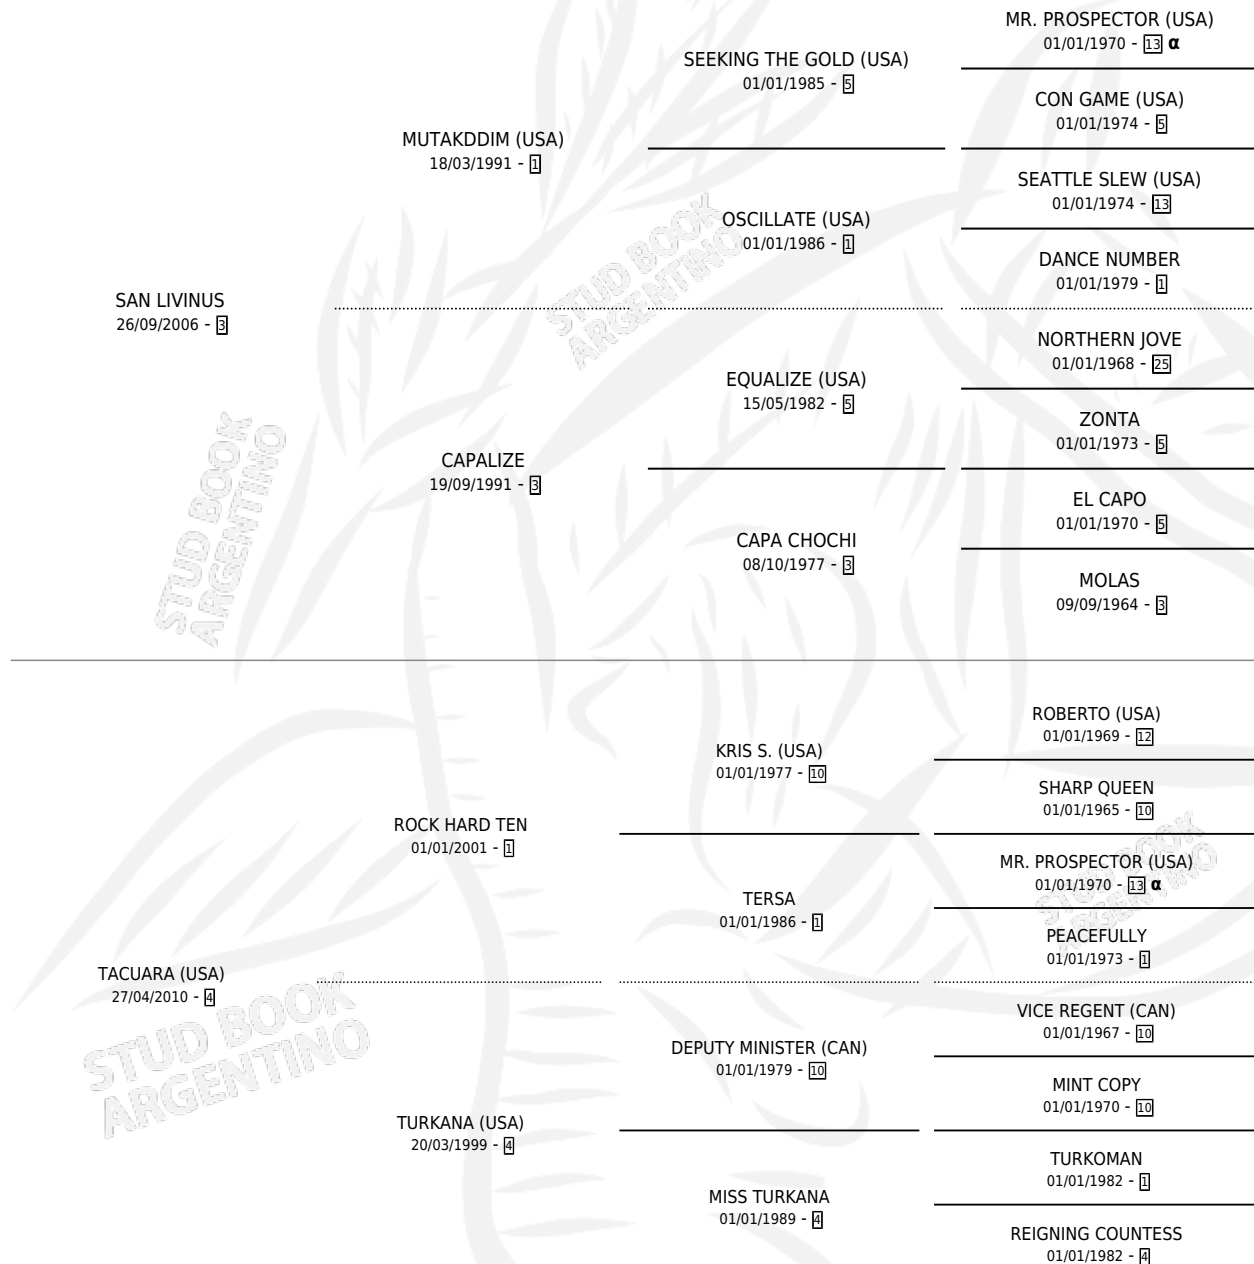 MR. PROSPECTOR (USA)
01/01/1970 - 13 α
SEEKING THE GOLD (USA)
01/01/1985 - 5
CON GAME (USA)
01/01/1974 - 5
MUTAKDDIM (USA)
18/03/1991 - 1
SEATTLE SLEW (USA)
01/01/1974 - 13
OSCILLATE (USA)
01/01/1986 - 1
DANCE NUMBER
01/01/1979 - 1
SAN LIVINUS
26/09/2006 - 3
NORTHERN JOVE
01/01/1968 - 25
EQUALIZE (USA)
15/05/1982 - 5
ZONTA
01/01/1973 - 5
CAPALIZE
19/09/1991 - 3
EL CAPO
01/01/1970 - 5
CAPA CHOCHI
08/10/1977 - 3
MOLAS
09/09/1964 - 3
ROBERTO (USA)
01/01/1969 - 12
KRIS S. (USA)
01/01/1977 - 10
SHARP QUEEN
01/01/1965 - 10
ROCK HARD TEN
01/01/2001 - 1
MR. PROSPECTOR (USA)
01/01/1970 - 13 α
TERSA
01/01/1986 - 1
PEACEFULLY
01/01/1973 - 1
TACUARA (USA)
27/04/2010 - 4
VICE REGENT (CAN)
01/01/1967 - 10
DEPUTY MINISTER (CAN)
01/01/1979 - 10
MINT COPY
01/01/1970 - 10
TURKANA (USA)
20/03/1999 - 4
TURKOMAN
01/01/1982 - 1
MISS TURKANA
01/01/1989 - 4
REIGNING COUNTESS
01/01/1982 - 4
STUD BOOK
ARGENTINO
STUD BOOK
ARGENTINO
STUD BOOK
ARGENTINO
STUD BOOK
ARGENTINO